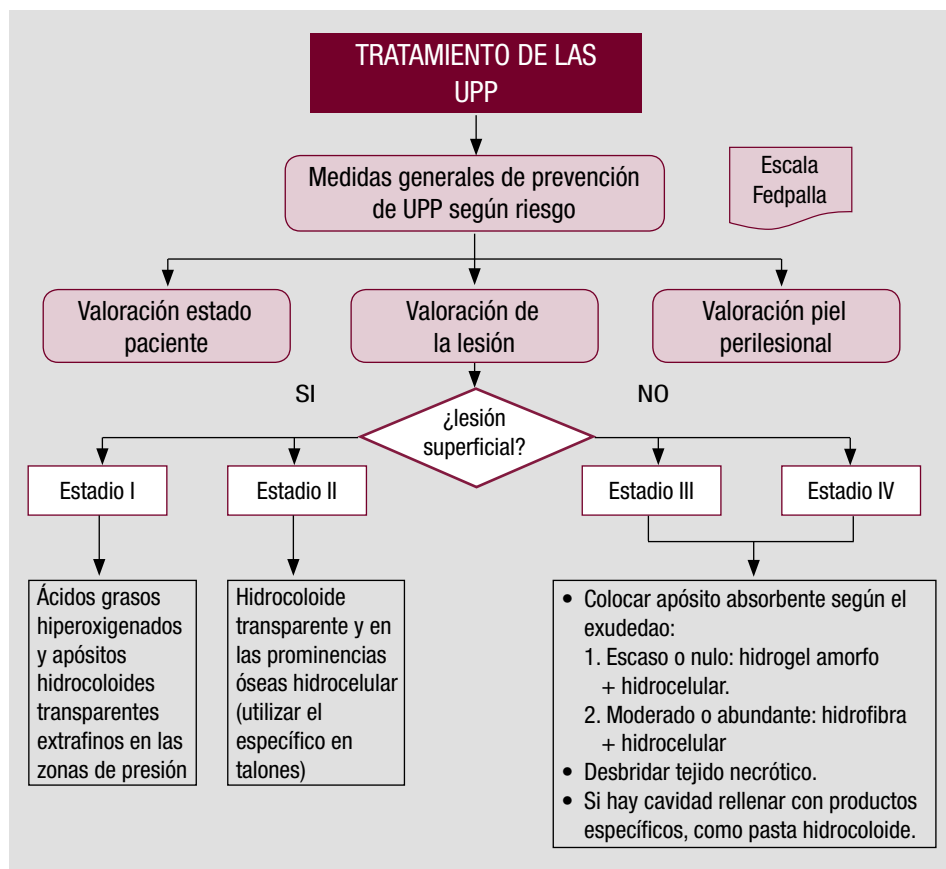 TRATAMIENTO DE LAS
UPP
Medidas generales de prevención
de UPP según riesgo
Escala
Fedpalla
Valoración estado
paciente
Valoración de
la lesión
Valoración piel
perilesional
SI
NO
¿lesión
superficial?
Estadio I
Estadio II
Estadio III
Estadio IV
Ácidos grasos
hiperoxigenados
y apósitos
hidrocoloides
transparentes
extrafinos en las
zonas de presión
Hidrocoloide
transparente y en
las prominencias
óseas hidrocelular
(utilizar el
específico en
talones)
• Colocar apósito absorbente según el
exudedao:
1. Escaso o nulo: hidrogel amorfo
+ hidrocelular.
2. Moderado o abundante: hidrofibra
+ hidrocelular
• Desbridar tejido necrótico.
• Si hay cavidad rellenar con productos
específicos, como pasta hidrocoloide.